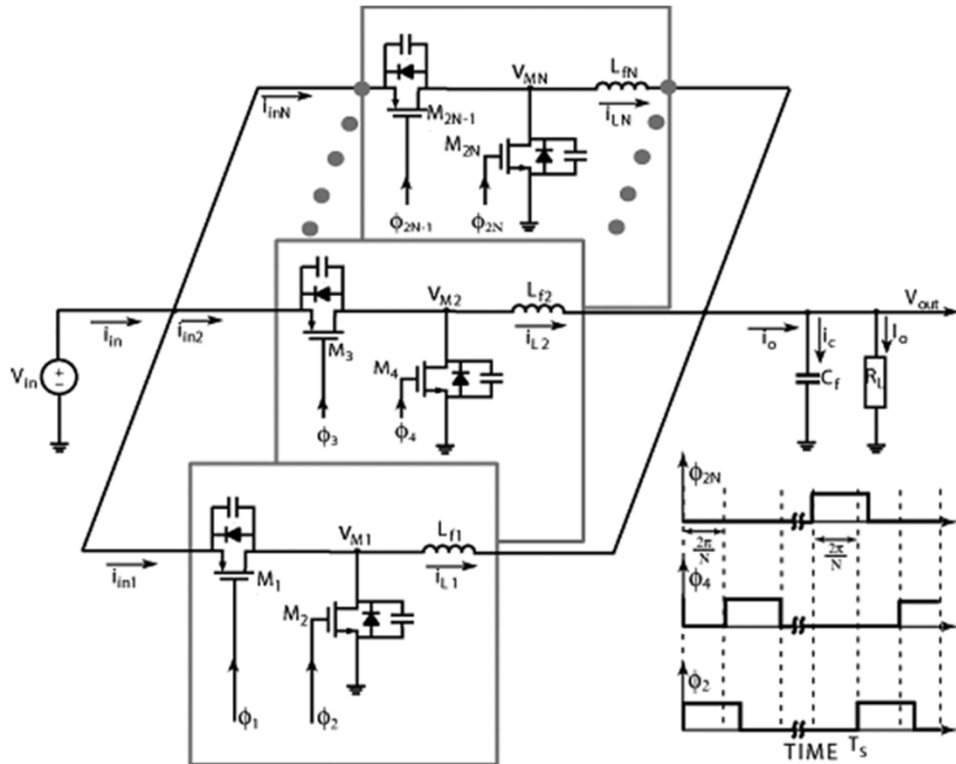 V_MN L_fN
i_inN M_2N-1 i_LN
M_2N
ϕ_2N-1 ϕ_2N
V_M2 L_f2 V_out
i_in i_in2 M_3 i_L2 i_o i_c I_o
V_in + − M_4 C_f R_L
ϕ_3 ϕ_4
V_M1 L_f1
i_in1 M_1 i_L1
M_2
ϕ_1 ϕ_2
ϕ_2N
2π/N 2π/N
ϕ_4
ϕ_2
TIME T_S